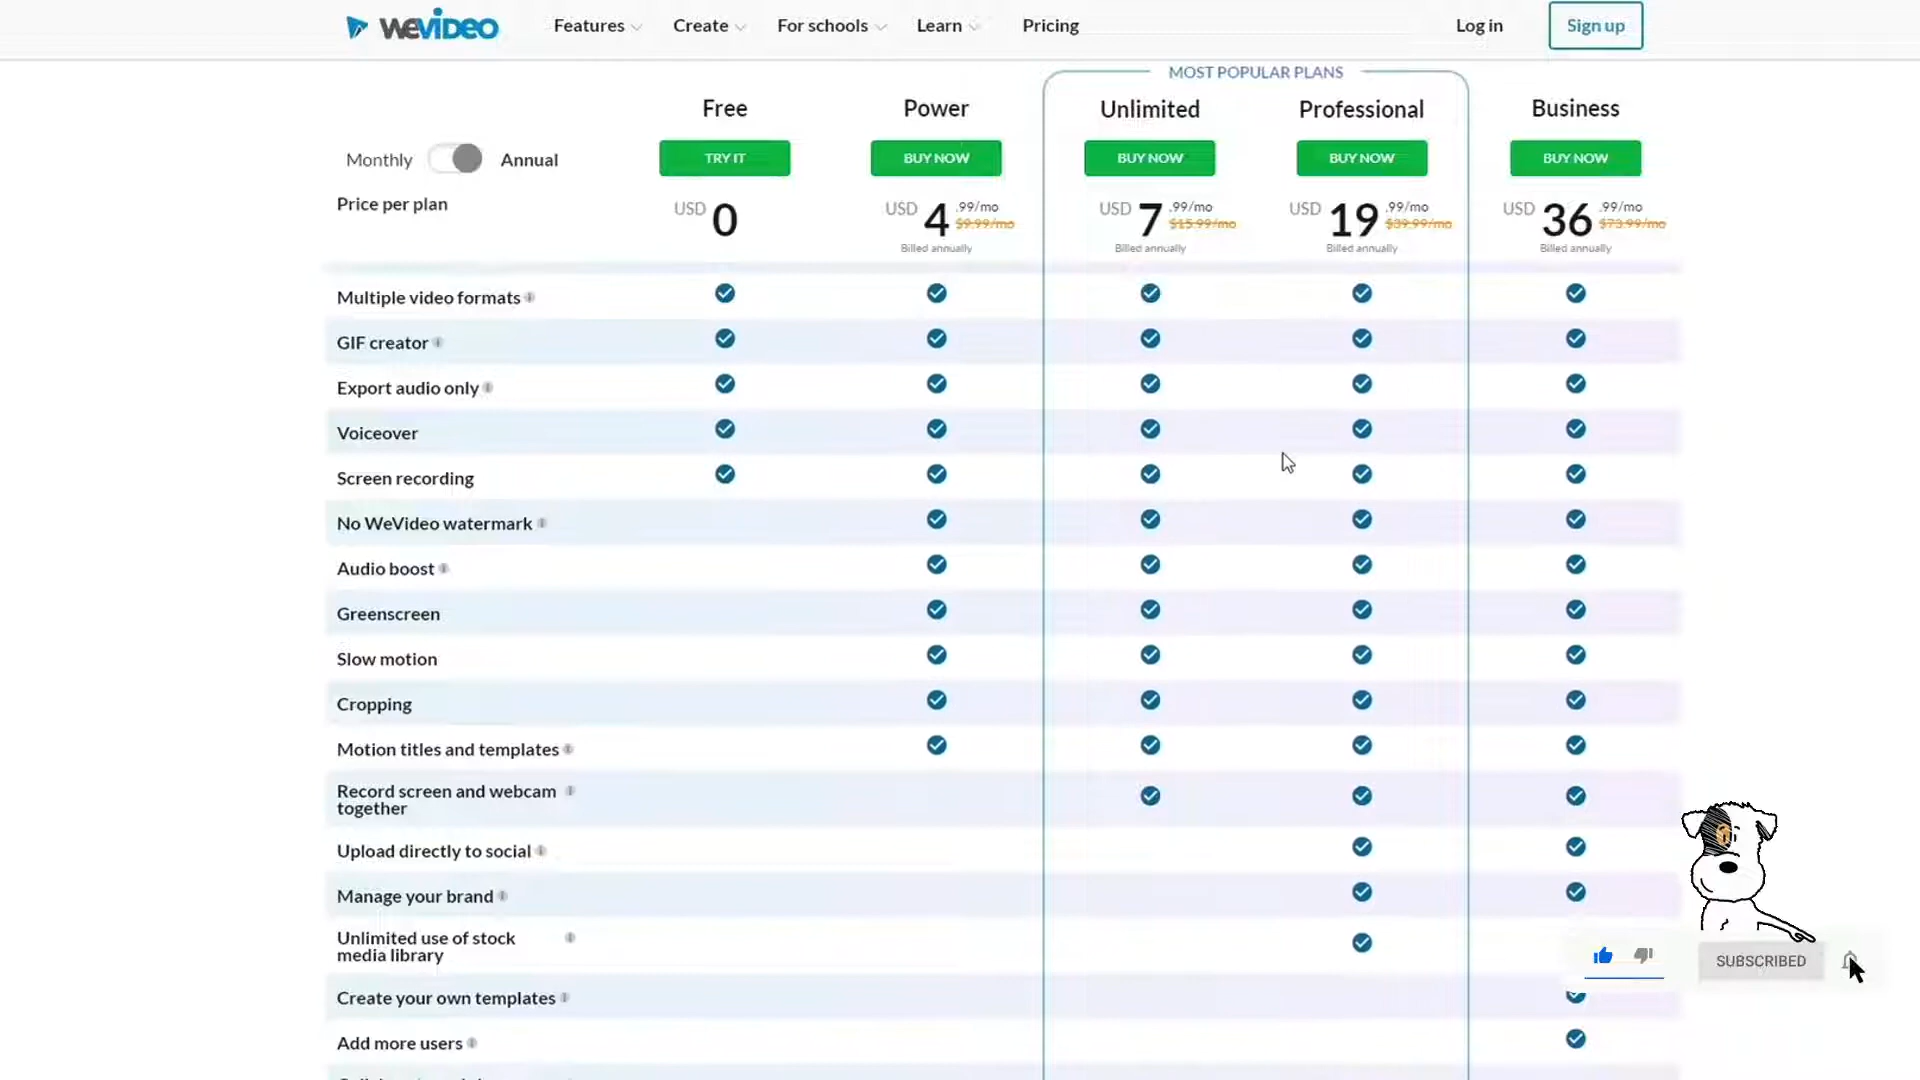 WEVIDEO Features Create For schools Learn Pricing Log in Sign up
MOST POPULAR PLANS
Free Power Unlimited Professional Business
Monthly Annual TRY IT BUY NOW BUY NOW BUY NOW BUY NOW
Price per plan USD 0 USD 4 .99/mo $9.99/mo USD 7 .99/mo $15.99/mo USD 19 .99/mo $39.99/mo USD 36 .99/mo $73.99/mo
Billed annually Billed annually Billed annually Billed annually
Multiple video formats
GIF creator
Export audio only
Voiceover
Screen recording
No WeVideo watermark
Audio boost
Greenscreen
Slow motion
Cropping
Motion titles and templates
Record screen and webcam
together
Upload directly to social
Manage your brand
Unlimited use of stock
media library
SUBSCRIBED
Create your own templates
Add more users